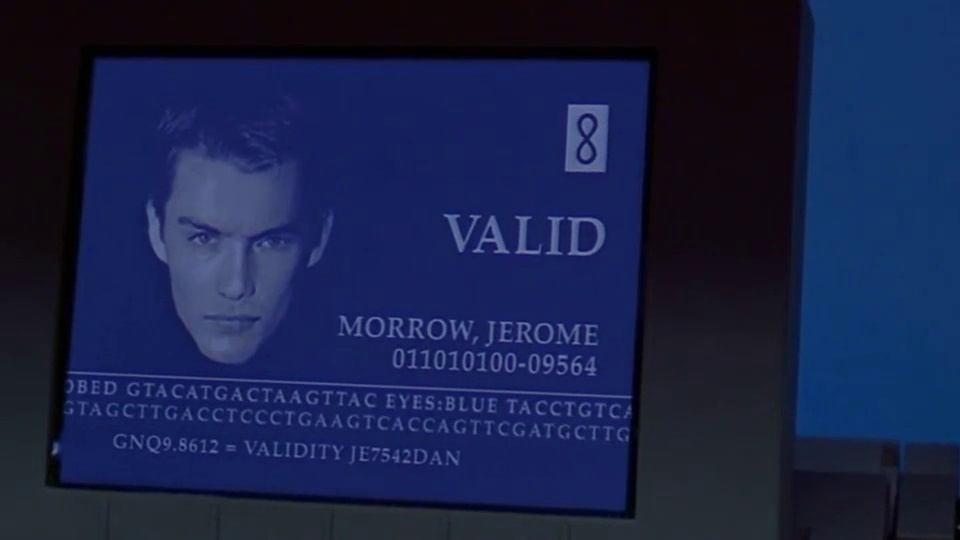 8
VALID
MORROW, JEROME
011010100-09564
OBED GTACATGACTAAGTTAC EYES:BLUE TACCTGTCA
GTAGCTTGACCTCCCTGAAGTCACCAGTTCGATGCTTG
GNQ9.8612 = VALIDITY JE7542DAN